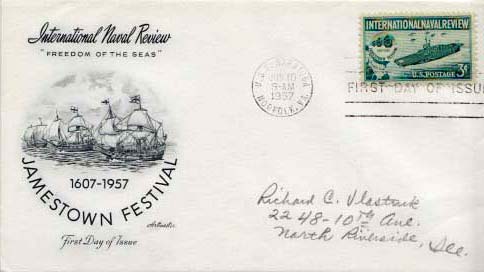 International Naval Review
"FREEDOM OF THE SEAS"
1607-1957
JAMESTOWN FESTIVAL
Artmaster
First Day of Issue
INTERNATIONAL NAVAL REVIEW
U.S. POSTAGE 3¢
JUN 10
9-AM
1957
NORFOLK, VA.
FIRST DAY OF ISSUE
Richard C. Vlastnik
2248-10TH Ave.
North Riverside, Ill.